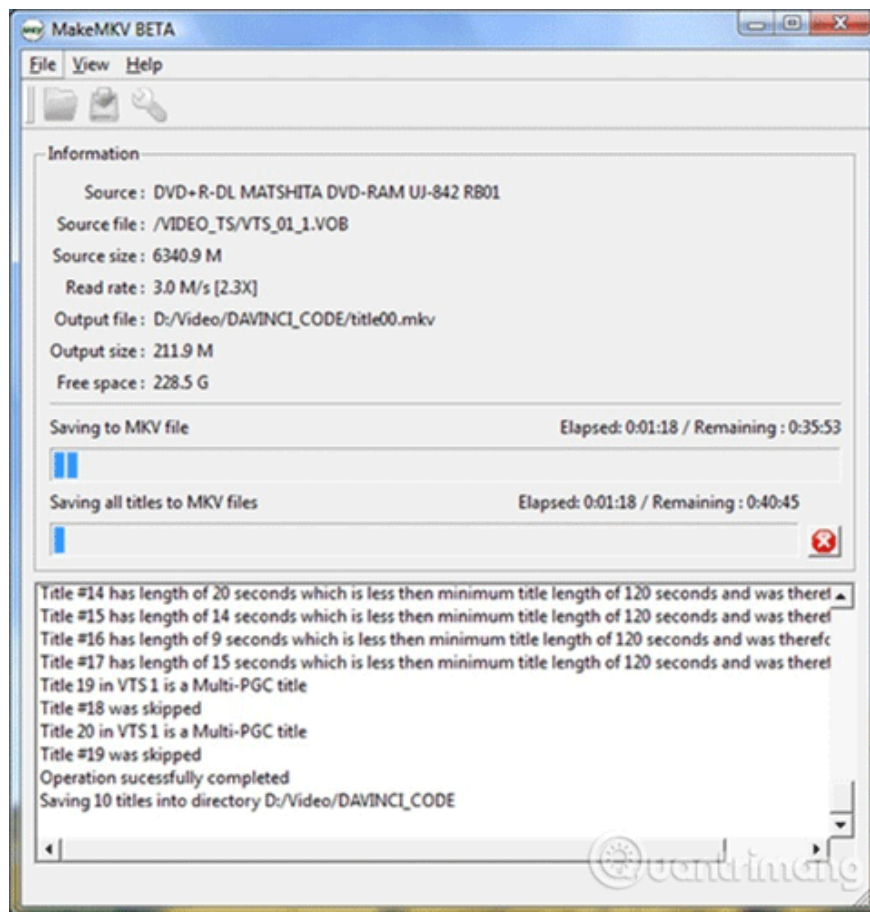 MakeMKV BETA
File View Help
Information
Source : DVD+R-DL MATSHITA DVD-RAM UJ-842 RB01
Source file : /VIDEO_TS/VTS_01_1.VOB
Source size : 6340.9 M
Read rate : 3.0 M/s [2.3X]
Output file : D:/Video/DAVINCI_CODE/title00.mkv
Output size : 211.9 M
Free space : 228.5 G
Saving to MKV file Elapsed: 0:01:18 / Remaining : 0:35:53
Saving all titles to MKV files Elapsed: 0:01:18 / Remaining : 0:40:45
Title #14 has length of 20 seconds which is less then minimum title length of 120 seconds and was theref
Title #15 has length of 14 seconds which is less then minimum title length of 120 seconds and was theref
Title #16 has length of 9 seconds which is less then minimum title length of 120 seconds and was therefo
Title #17 has length of 15 seconds which is less then minimum title length of 120 seconds and was theref
Title 19 in VTS 1 is a Multi-PGC title
Title #18 was skipped
Title 20 in VTS 1 is a Multi-PGC title
Title #19 was skipped
Operation sucessfully completed
Saving 10 titles into directory D:/Video/DAVINCI_CODE
Quantrimang